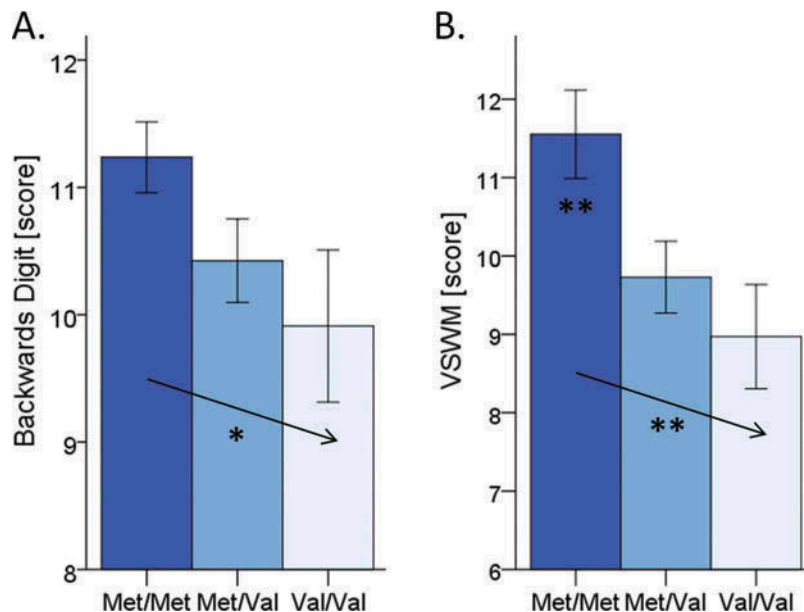 A.
Backwards Digit [score]
12
11
10
9
8
*
Met/Met Met/Val Val/Val
B.
VSWM [score]
12
11
10
9
8
7
6
**
**
Met/Met Met/Val Val/Val